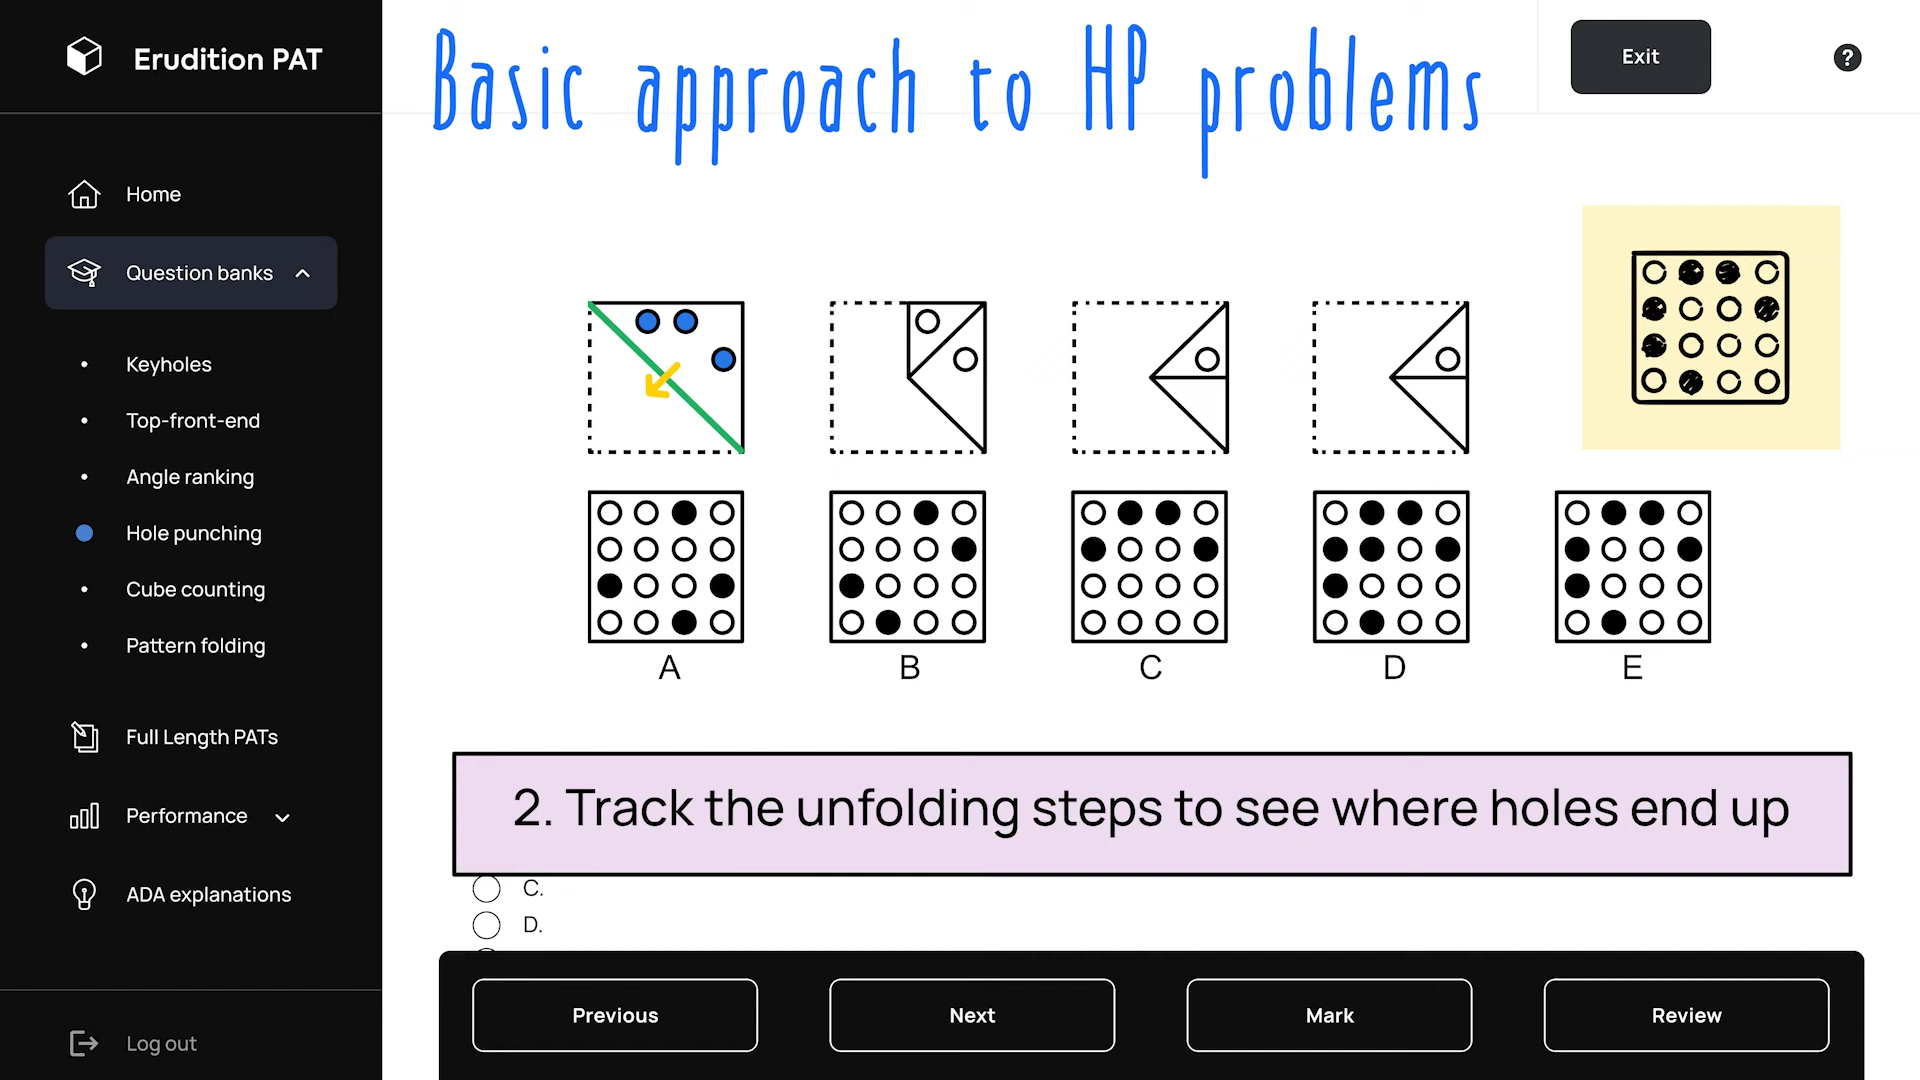 Erudition PAT
Basic approach to HP problems
Exit
?
Home
Question banks
Keyholes
Top-front-end
Angle ranking
Hole punching
Cube counting
Pattern folding
Full Length PATs
Performance
ADA explanations
Log out
A B C D E
2. Track the unfolding steps to see where holes end up
C.
D.
Previous Next Mark Review